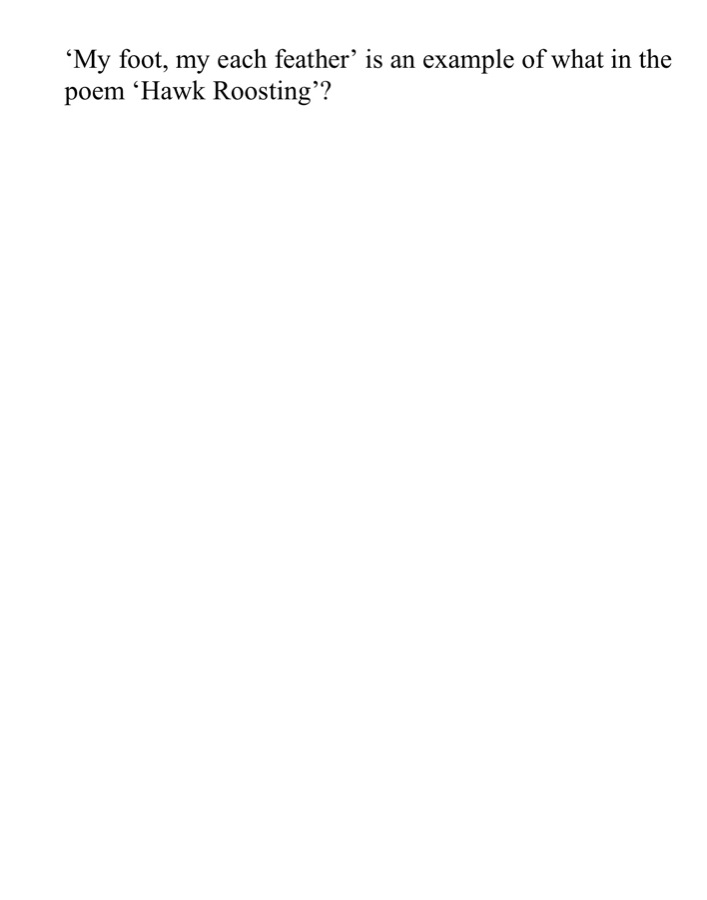 ‘My foot, my each feather’ is an example of what in the
poem ‘Hawk Roosting’?